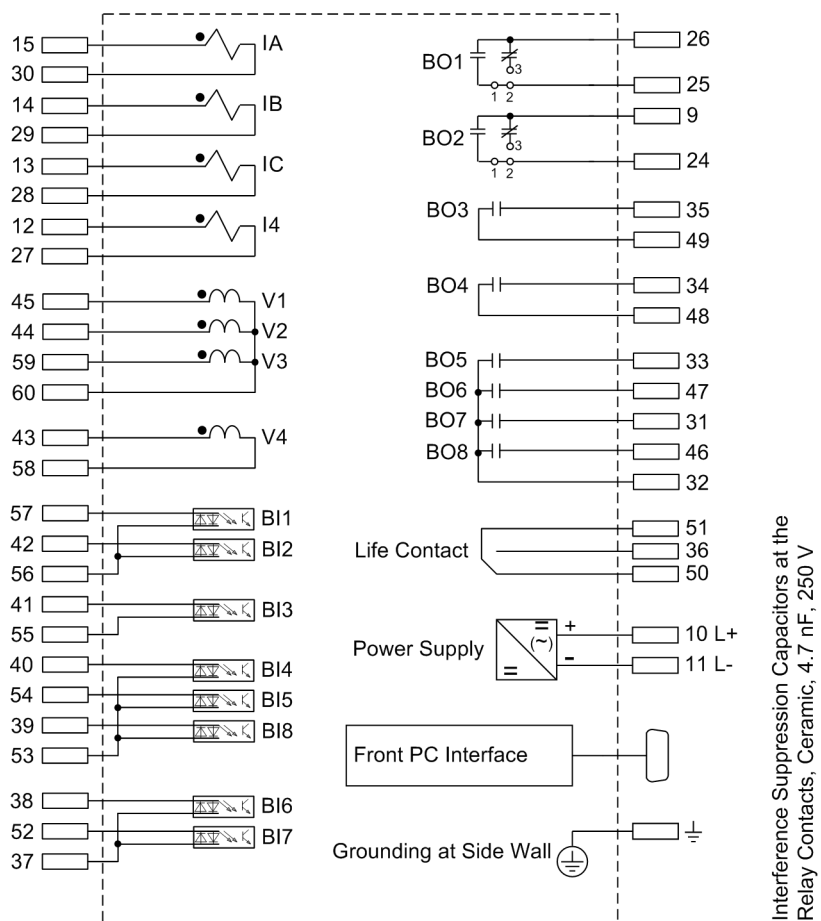 15
IA
30
14
IB
29
13
IC
28
12
I4
27
45
V1
44
V2
59
V3
60
43
V4
58
57
BI1
42
BI2
56
41
BI3
55
40
BI4
54
BI5
39
BI8
53
38
BI6
52
BI7
37
BO1
3
1 2
26
25
BO2
3
1 2
9
24
BO3
35
49
BO4
34
48
BO5
33
BO6
47
BO7
31
BO8
46
32
Life Contact
51
36
50
Power Supply
=
(~)
=
+
-
10 L+
11 L-
Front PC Interface
Grounding at Side Wall
Interference Suppression Capacitors at the
Relay Contacts, Ceramic, 4.7 nF, 250 V